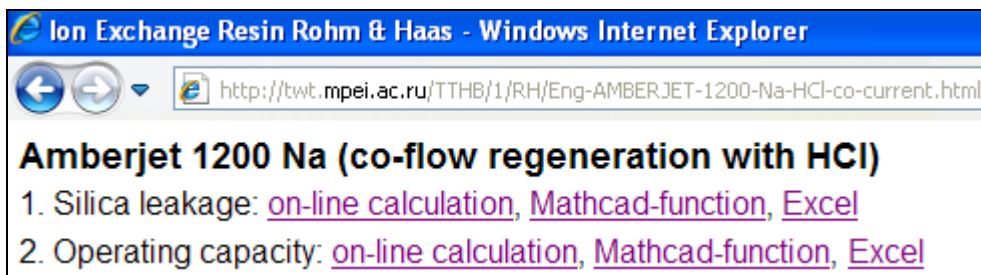 Ion Exchange Resin Rohm & Haas - Windows Internet Explorer
http://twt.mpei.ac.ru/TTHB/1/RH/Eng-AMBERJET-1200-Na-HCl-co-current.html
Amberjet 1200 Na (co-flow regeneration with HCl)
1. Silica leakage: on-line calculation, Mathcad-function, Excel
2. Operating capacity: on-line calculation, Mathcad-function, Excel